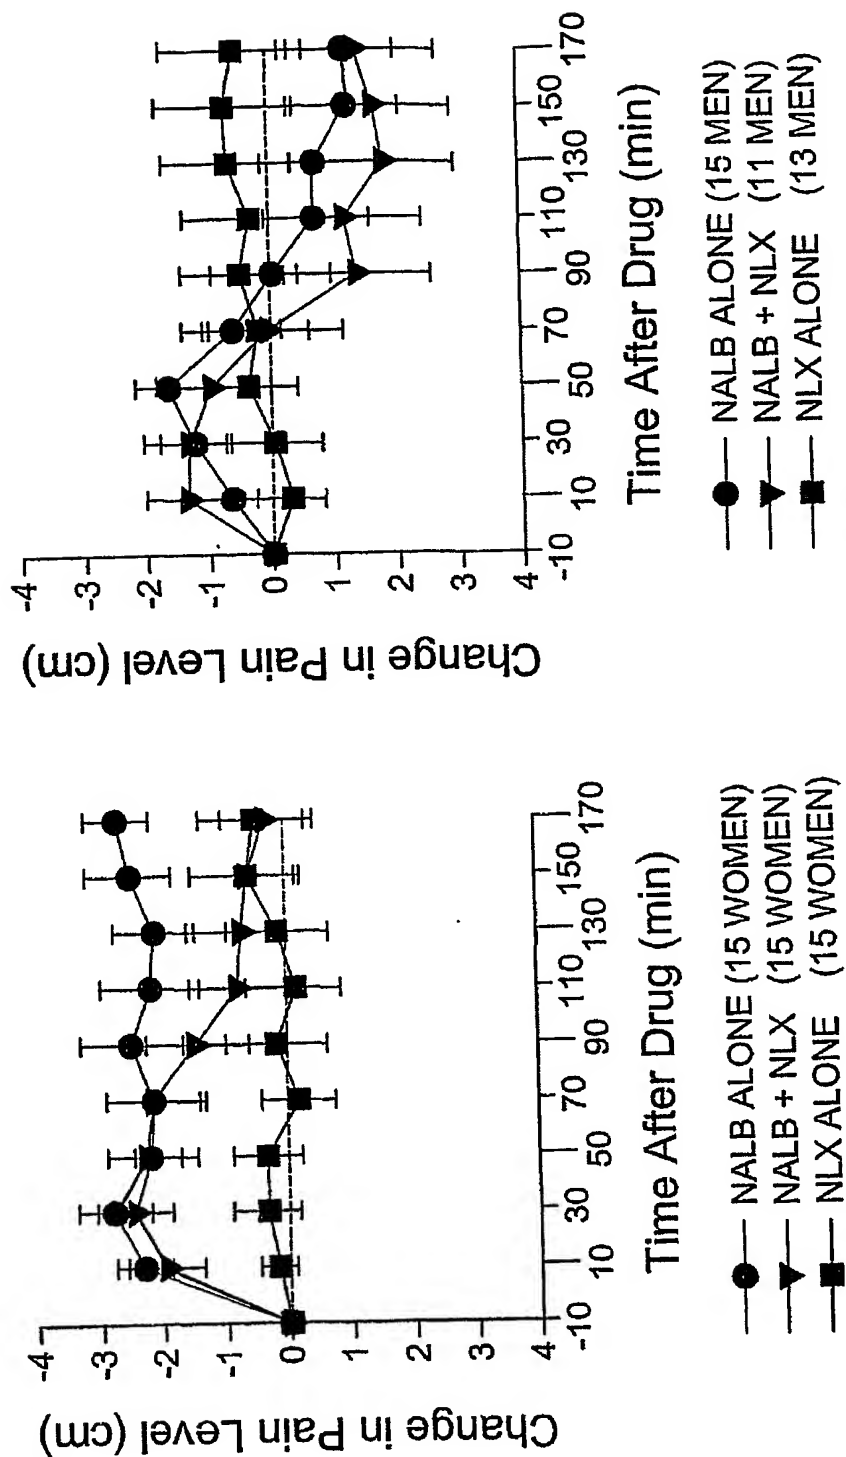 Change in Pain Level (cm)
-4
-3
-2
-1
0
1
2
3
4
-10 10 30 50 70 90 110 130 150 170
Time After Drug (min)
NALB ALONE (15 WOMEN)
NALB + NLX (15 WOMEN)
NLX ALONE (15 WOMEN)
Change in Pain Level (cm)
-4
-3
-2
-1
0
1
2
3
4
-10 10 30 50 70 90 110 130 150 170
Time After Drug (min)
NALB ALONE (15 MEN)
NALB + NLX (11 MEN)
NLX ALONE (13 MEN)